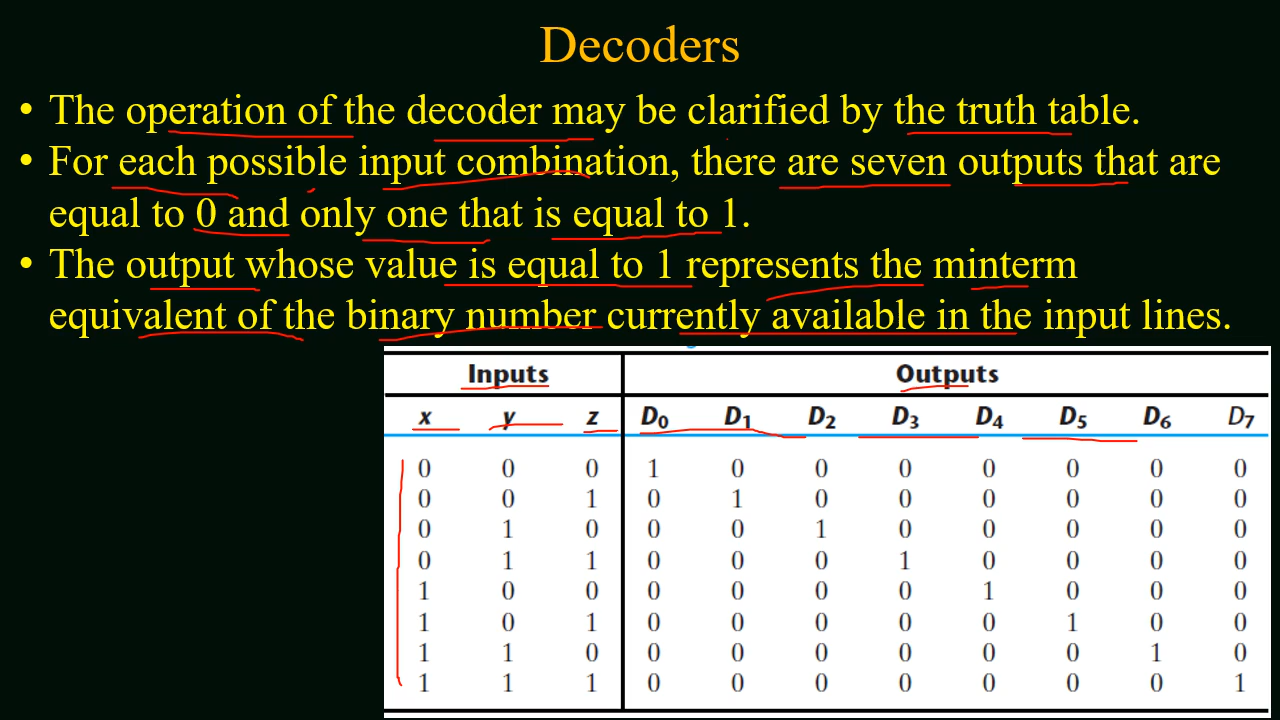 Decoders
• The operation of the decoder may be clarified by the truth table.
• For each possible input combination, there are seven outputs that are
equal to 0 and only one that is equal to 1.
• The output whose value is equal to 1 represents the minterm
equivalent of the binary number currently available in the input lines.
Inputs Outputs
x y z D0 D1 D2 D3 D4 D5 D6 D7
0 0 0 1 0 0 0 0 0 0 0
0 0 1 0 1 0 0 0 0 0 0
0 1 0 0 0 1 0 0 0 0 0
0 1 1 0 0 0 1 0 0 0 0
1 0 0 0 0 0 0 1 0 0 0
1 0 1 0 0 0 0 0 1 0 0
1 1 0 0 0 0 0 0 0 1 0
1 1 1 0 0 0 0 0 0 0 1